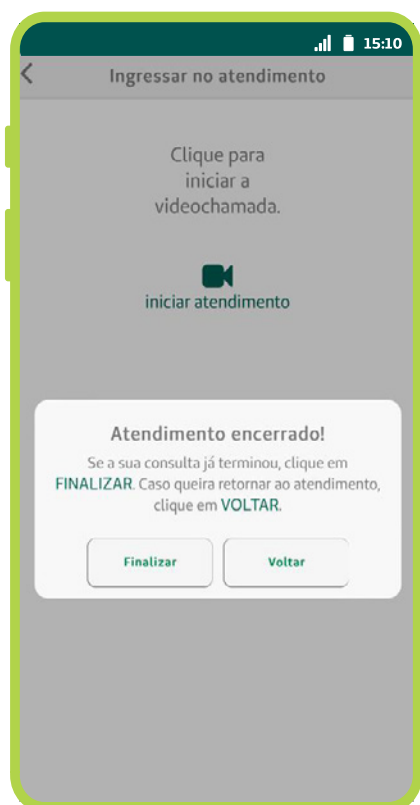 15:10
Ingressar no atendimento
Clique para
iniciar a
videochamada.
iniciar atendimento
Atendimento encerrado!
Se a sua consulta já terminou, clique em
FINALIZAR. Caso queira retornar ao atendimento,
clique em VOLTAR.
Finalizar Voltar